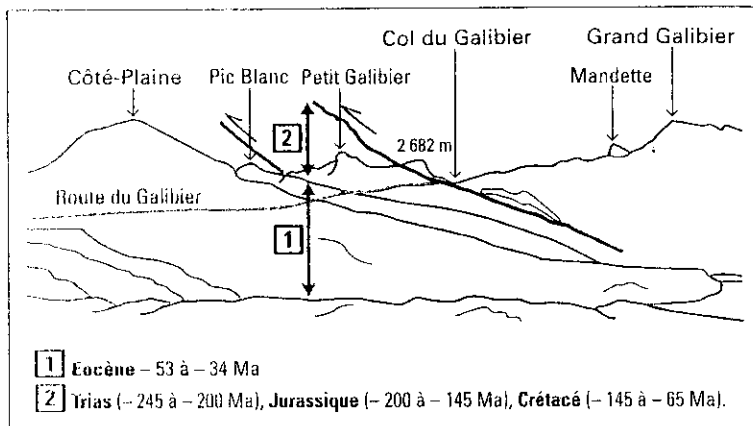 Col du Galibier
Grand Galibier
Côté-Plaine
Pic Blanc
Petit Galibier
Mandette
2
2 682 m
Route du Galibier
1
1 Eocène – 53 à – 34 Ma
2 Trias (– 245 à – 200 Ma), Jurassique (– 200 à – 145 Ma), Crétacé (– 145 à – 65 Ma).